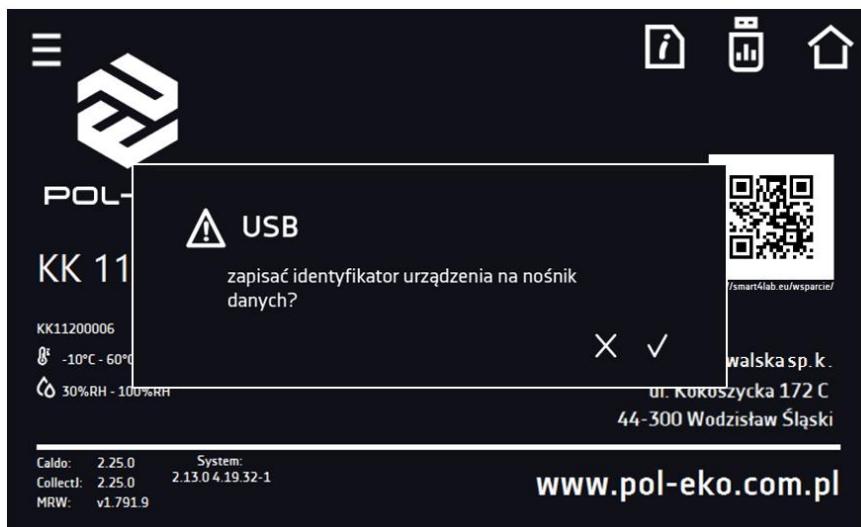 POL-
KK 11
USB
zapisać identyfikator urządzenia na nośnik
danych?
//smart4lab.eu/wsparcie/
KK11200006
-10°C - 60°C
30%RH - 100%RH
walska sp. k.
ul. Kokoszycka 172 C
44-300 Wodzisław Śląski
Caldo: 2.25.0
CollectJ: 2.25.0
MRW: v1.791.9
System:
2.13.0 4.19.32-1
www.pol-eko.com.pl